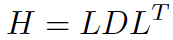 H = LDL^T